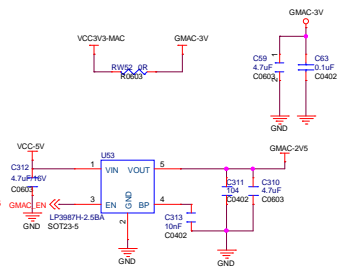 GMAC-3V
VCC3V3-MAC
GMAC-3V
RW52 0R
R0603
C59
4.7uF
C0603
1
2
C63
0.1uF
C0402
GND
GND
VCC-5V
U53
GMAC-2V5
C312
4.7uF
16V
C0603
1
VIN
VOUT
5
GMAC_EN
3
EN
BP
4
GND
2
LP3987H-2.5BA
SOT23-5
C311
104
C0402
C310
4.7uF
C0603
C313
10nF
C0402
GND
GND
GND